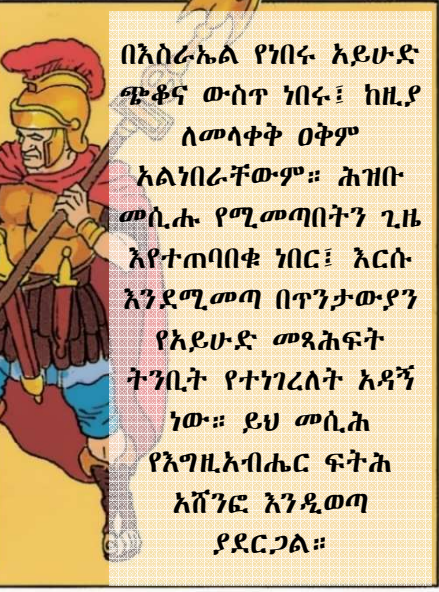 በእስራኤል የነበሩ አይሁድ
ጭቆና ውስጥ ነበሩ፤ ከዚያ
ለመላቀቅ ዐቅም
አልነበራቸውም። ሕዝቡ
መሲሑ የሚመጣበትን ጊዜ
እየተጠባበቁ ነበር፤ እርሱ
እንደሚመጣ በጥንታውያን
የአይሁድ መጻሕፍት
ትንቢት የተነገረለት አዳኝ
ነው። ይህ መሲሕ
የእግዚአብሔር ፍትሕ
አሸንፎ እንዲወጣ
ያደርጋል።